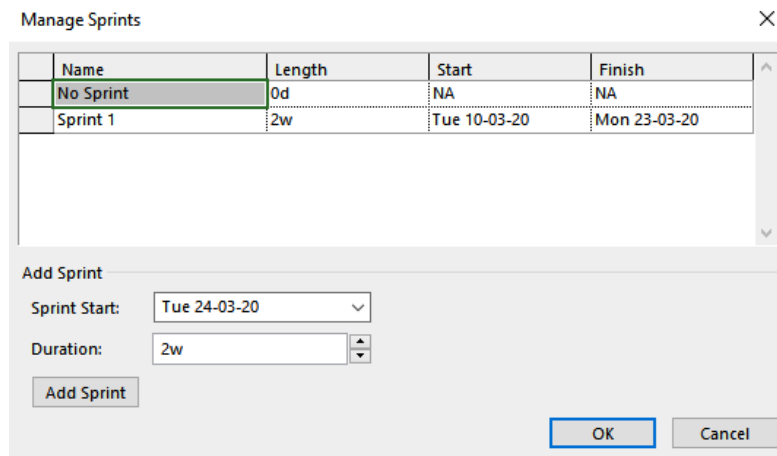 Manage Sprints
Name Length Start Finish
No Sprint 0d NA NA
Sprint 1 2w Tue 10-03-20 Mon 23-03-20
Add Sprint
Sprint Start: Tue 24-03-20
Duration: 2w
Add Sprint
OK Cancel